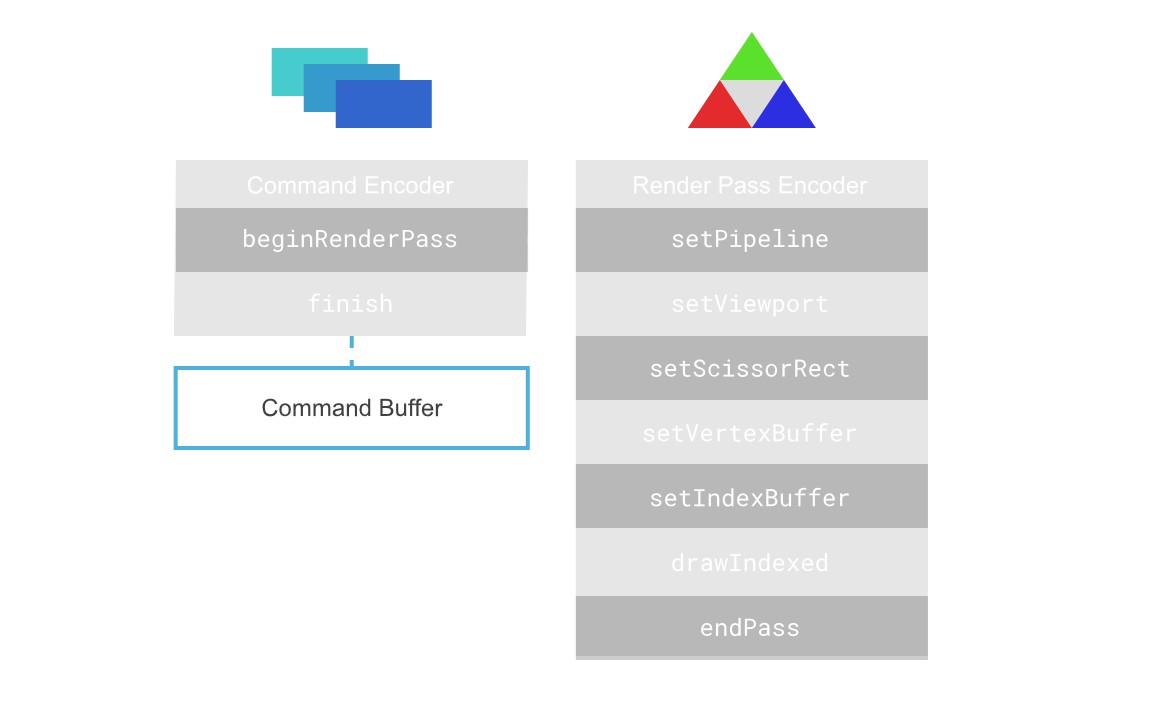 Command Encoder
beginRenderPass
finish
Command Buffer
Render Pass Encoder
setPipeline
setViewport
setScissorRect
setVertexBuffer
setIndexBuffer
drawIndexed
endPass